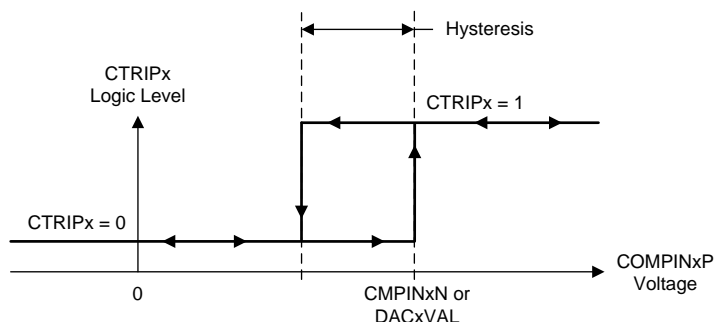 Hysteresis
CTRIPx
Logic Level
CTRIPx = 1
CTRIPx = 0
COMPINxP
Voltage
0
CMPINxN or
DACxVAL